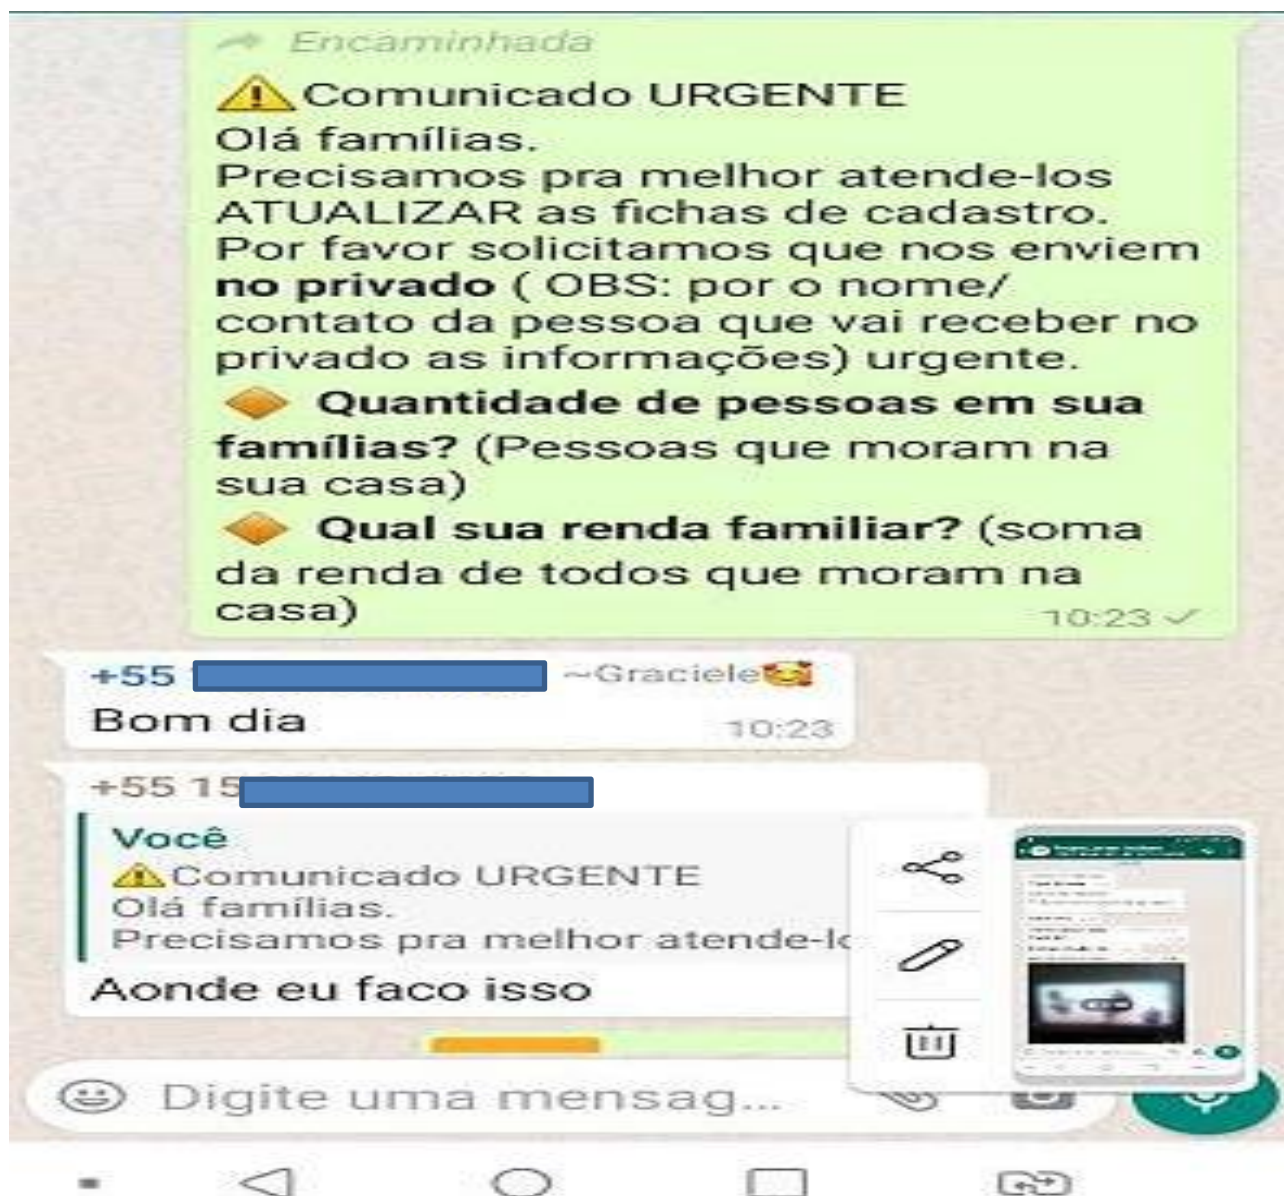 Encaminhada
⚠️Comunicado URGENTE
Olá famílias.
Precisamos pra melhor atende-los
ATUALIZAR as fichas de cadastro.
Por favor solicitamos que nos enviem
no privado ( OBS: por o nome/
contato da pessoa que vai receber no
privado as informações) urgente.
🔶 Quantidade de pessoas em sua
famílias? (Pessoas que moram na
sua casa)
🔶 Qual sua renda familiar? (soma
da renda de todos que moram na
casa)
10:23
+55 ~Graciele🥰
Bom dia
10:23
+55 15
Você
⚠️Comunicado URGENTE
Olá famílias.
Precisamos pra melhor atende-lo
Aonde eu faco isso
Digite uma mensag...